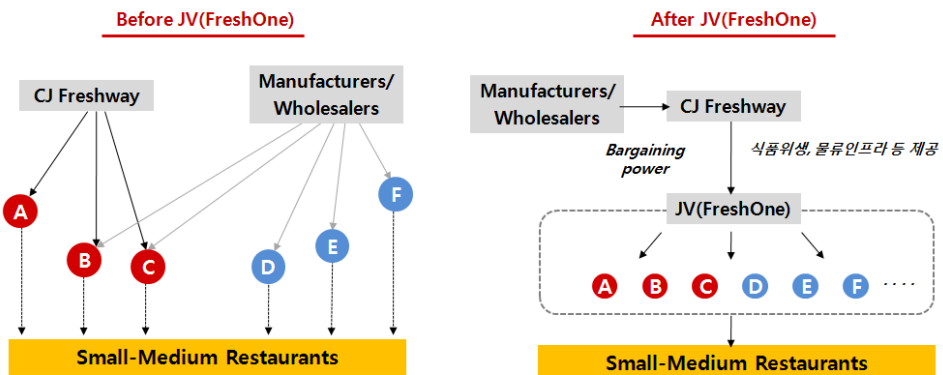 Before JV(FreshOne)
CJ Freshway
Manufacturers/
Wholesalers
A
B
C
D
E
F
Small-Medium Restaurants
After JV(FreshOne)
Manufacturers/
Wholesalers
CJ Freshway
Bargaining
power
식품위생, 물류인프라 등 제공
JV(FreshOne)
A B C D E F ....
Small-Medium Restaurants